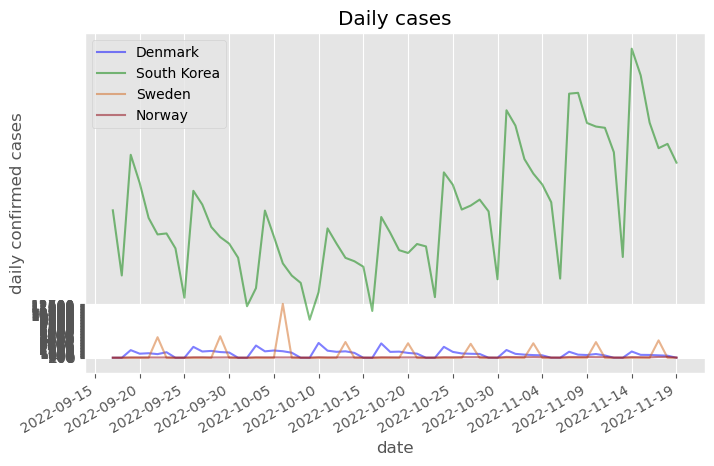 Daily cases
Denmark
South Korea
Sweden
Norway
daily confirmed cases
2022-09-15
2022-09-20
2022-09-25
2022-09-30
2022-10-05
2022-10-10
2022-10-15
2022-10-20
2022-10-25
2022-10-30
2022-11-04
2022-11-09
2022-11-14
2022-11-19
date